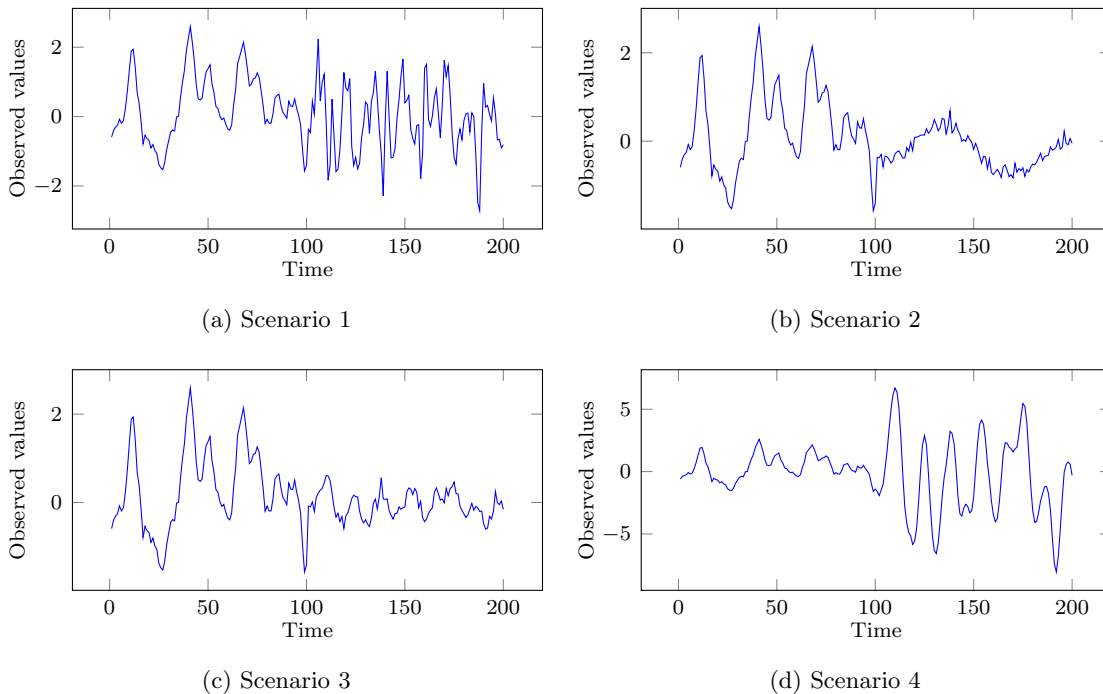 2
0
−2
Observed values
0 50 100 150 200
Time
(a) Scenario 1
2
0
Observed values
0 50 100 150 200
Time
(b) Scenario 2
2
0
Observed values
0 50 100 150 200
Time
(c) Scenario 3
5
0
−5
Observed values
0 50 100 150 200
Time
(d) Scenario 4